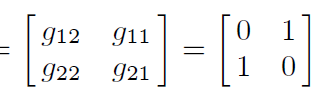 = [ g₁₂ g₁₁ ] = [ 0 1 ]
[ g₂₂ g₂₁ ] [ 1 0 ]